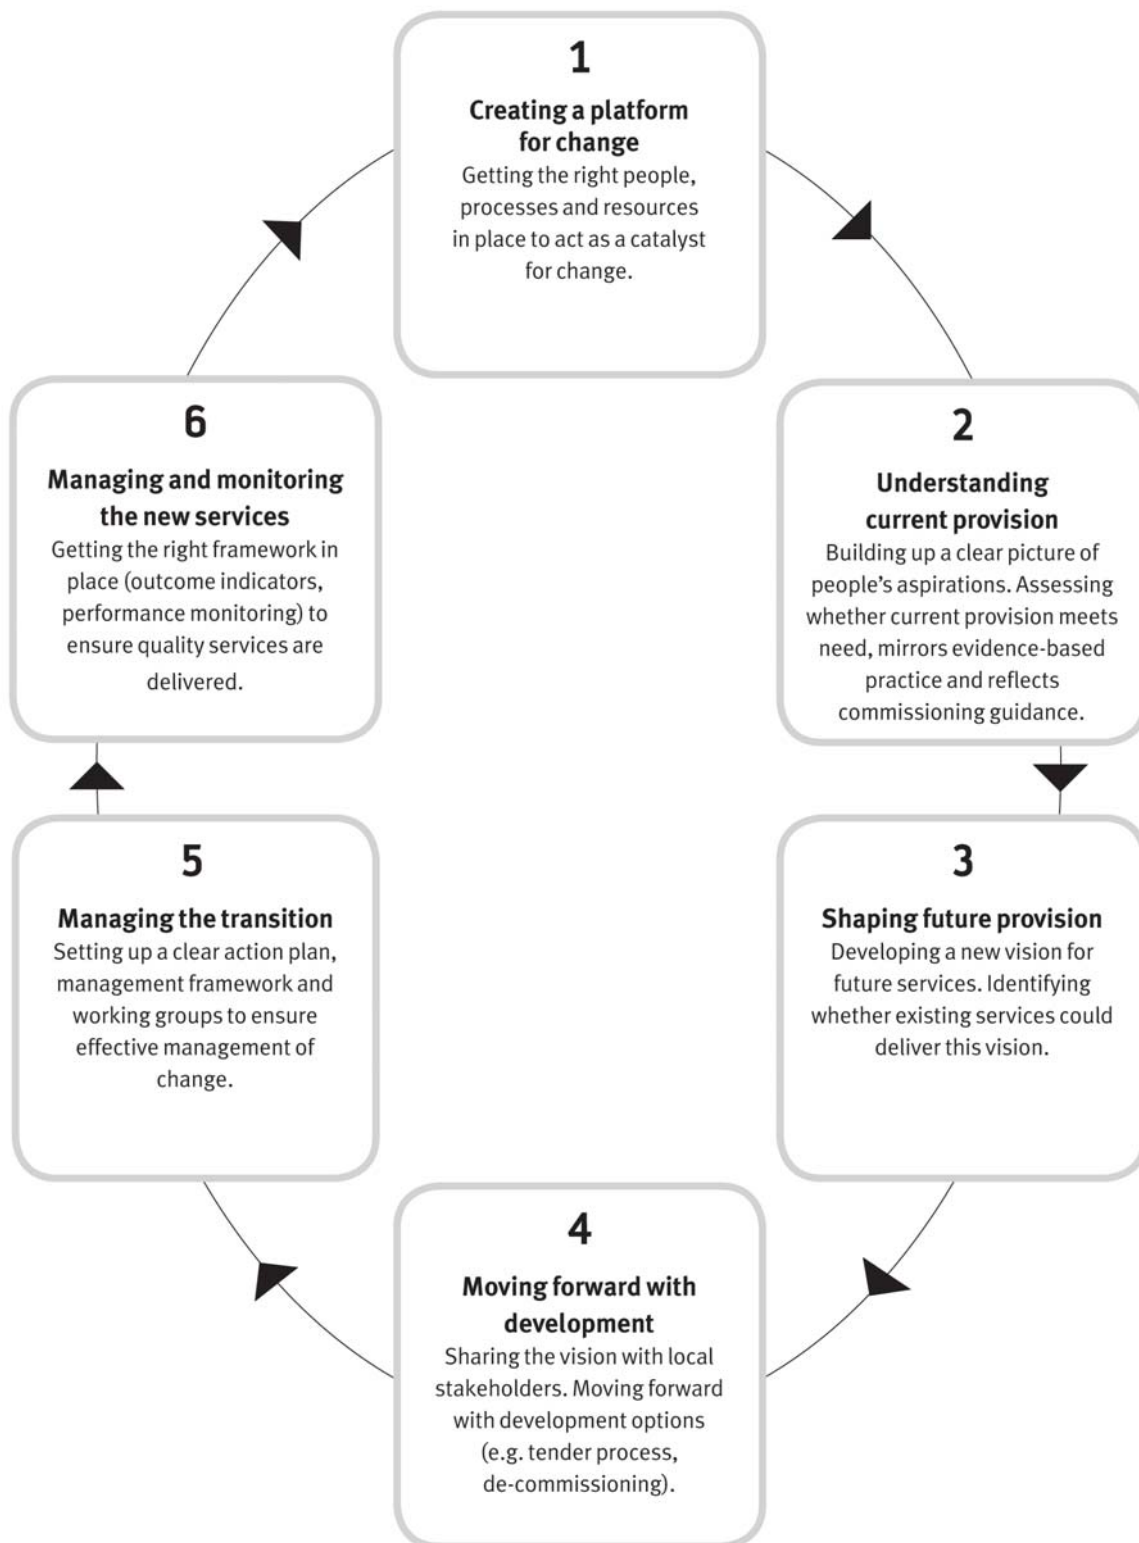 1
Creating a platform
for change
Getting the right people,
processes and resources
in place to act as a catalyst
for change.
2
Understanding
current provision
Building up a clear picture of
people’s aspirations. Assessing
whether current provision meets
need, mirrors evidence-based
practice and reflects
commissioning guidance.
3
Shaping future provision
Developing a new vision for
future services. Identifying
whether existing services could
deliver this vision.
4
Moving forward with
development
Sharing the vision with local
stakeholders. Moving forward
with development options
(e.g. tender process,
de-commissioning).
5
Managing the transition
Setting up a clear action plan,
management framework and
working groups to ensure
effective management of
change.
6
Managing and monitoring
the new services
Getting the right framework in
place (outcome indicators,
performance monitoring) to
ensure quality services are
delivered.